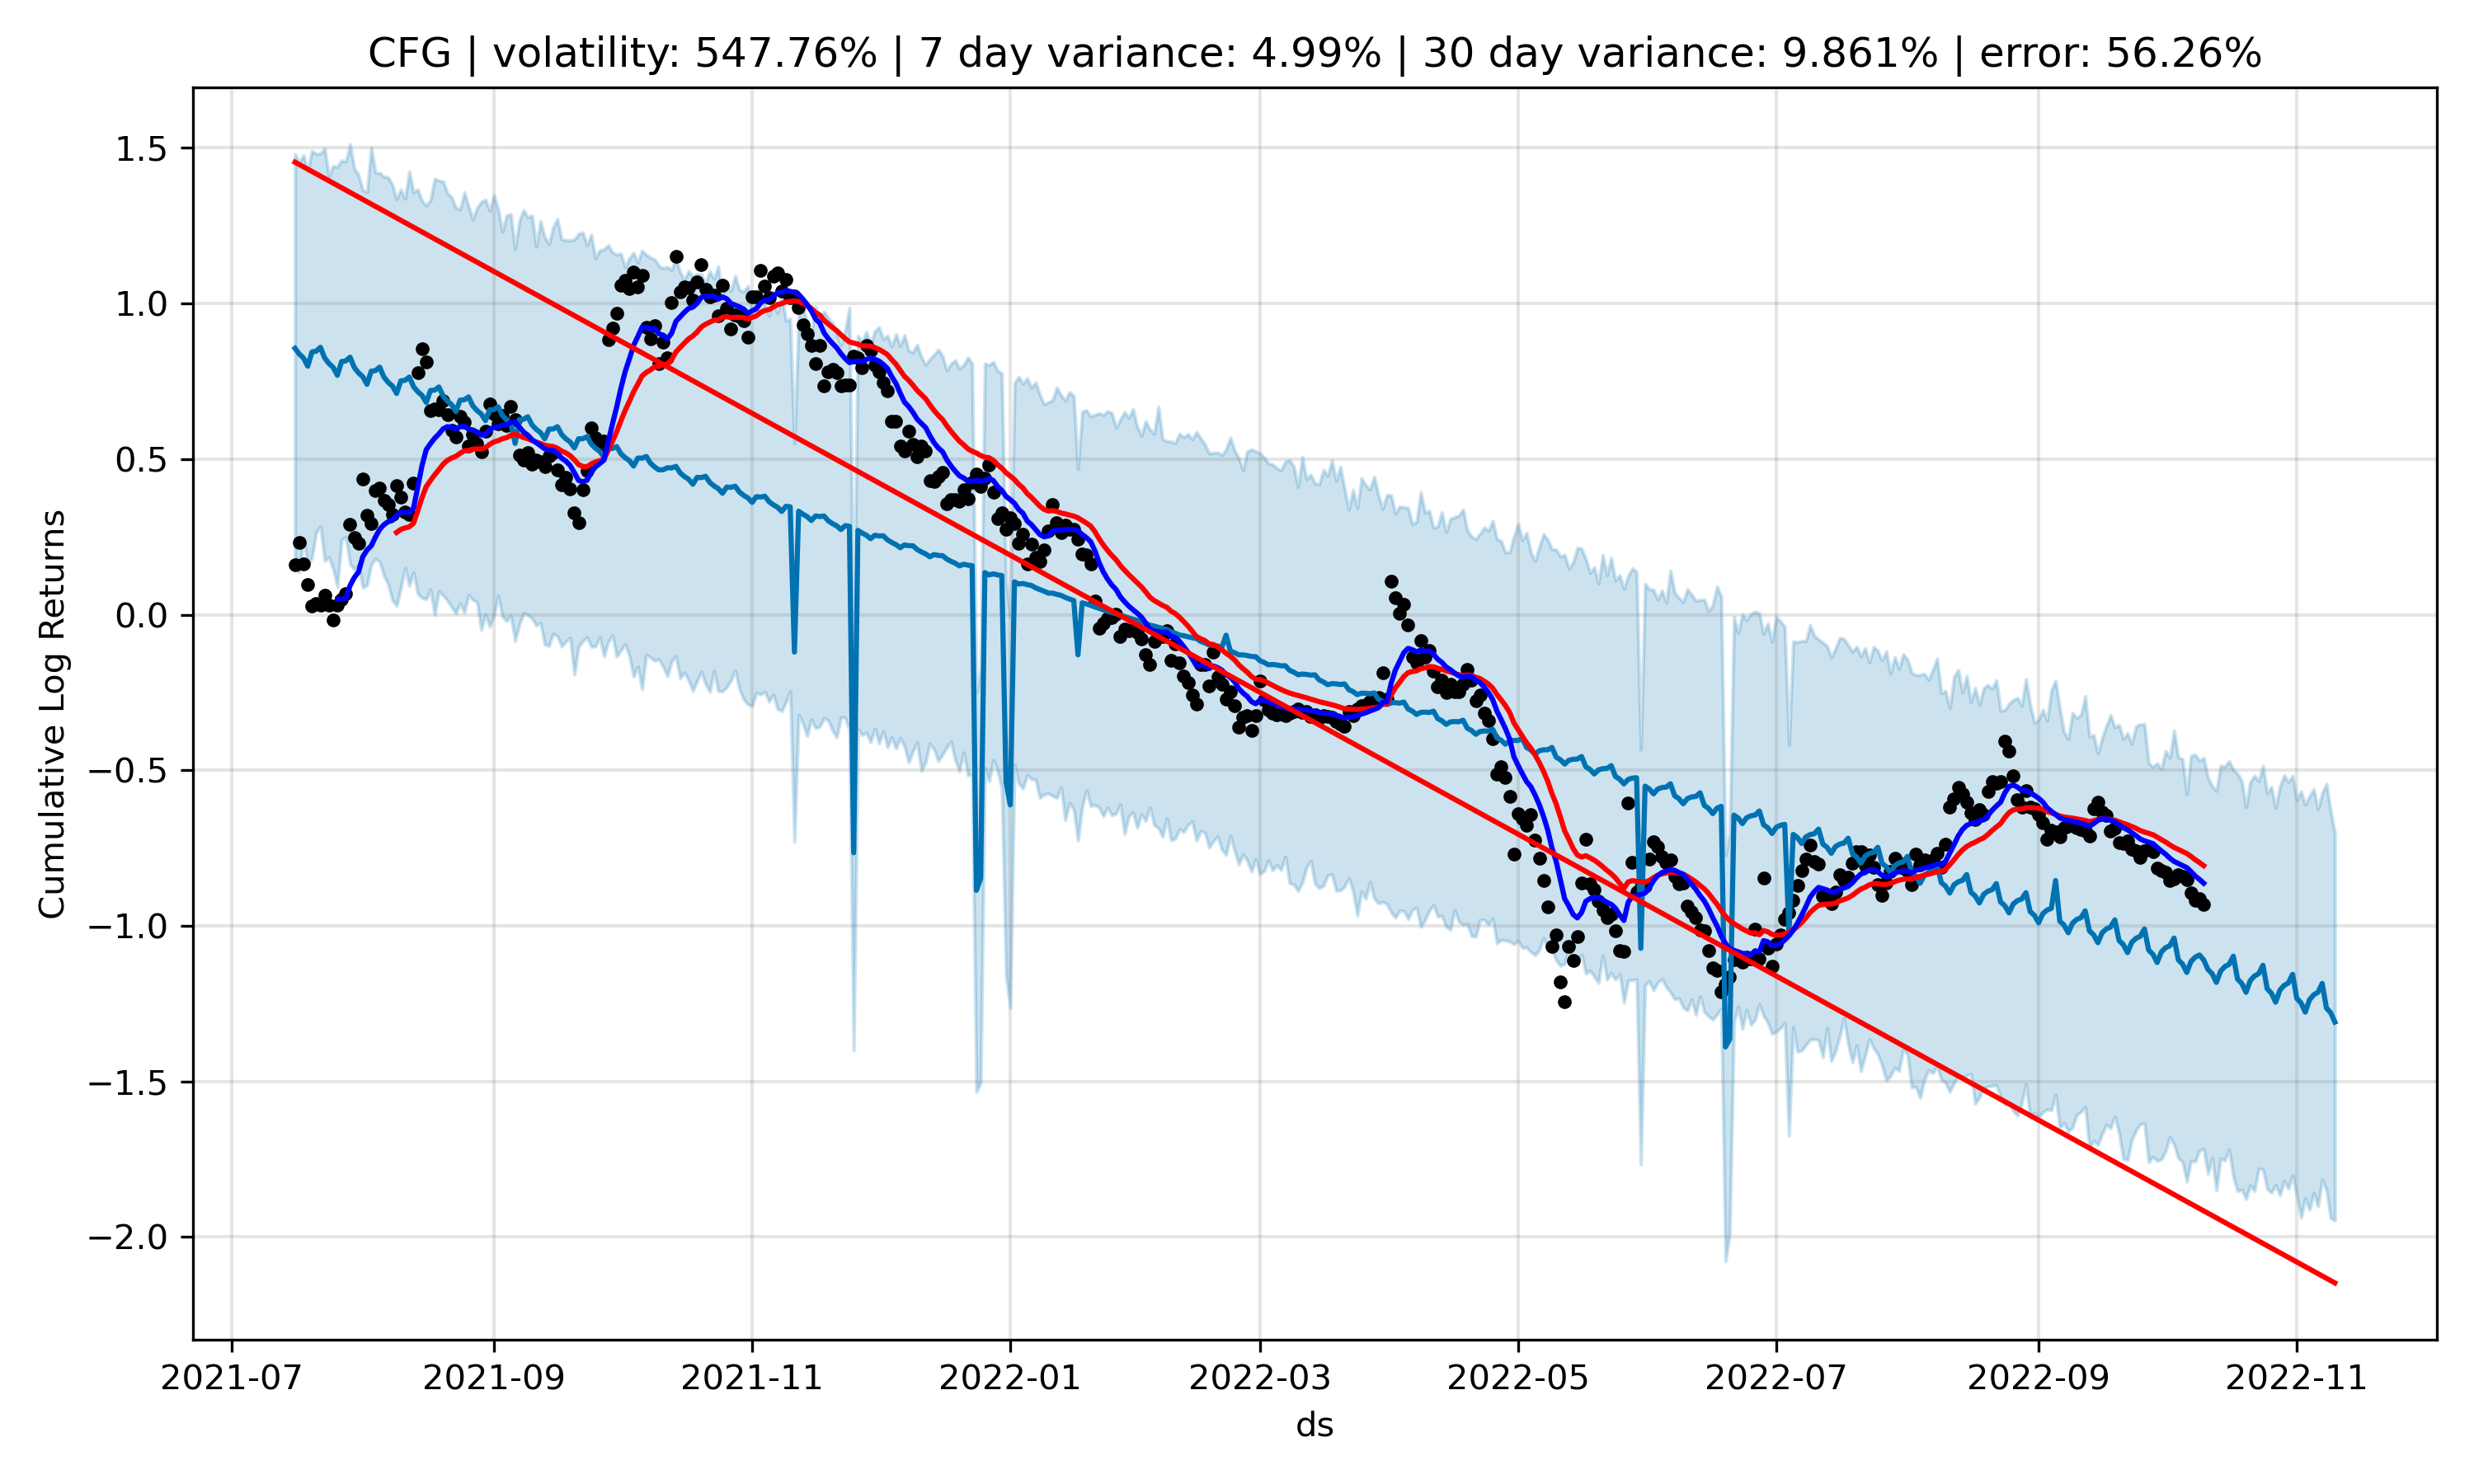 CFG | volatility: 547.76% | 7 day variance: 4.99% | 30 day variance: 9.861% | error: 56.26%
Cumulative Log Returns
1.5
1.0
0.5
0.0
−0.5
−1.0
−1.5
−2.0
2021-07 2021-09 2021-11 2022-01 2022-03 2022-05 2022-07 2022-09 2022-11
ds